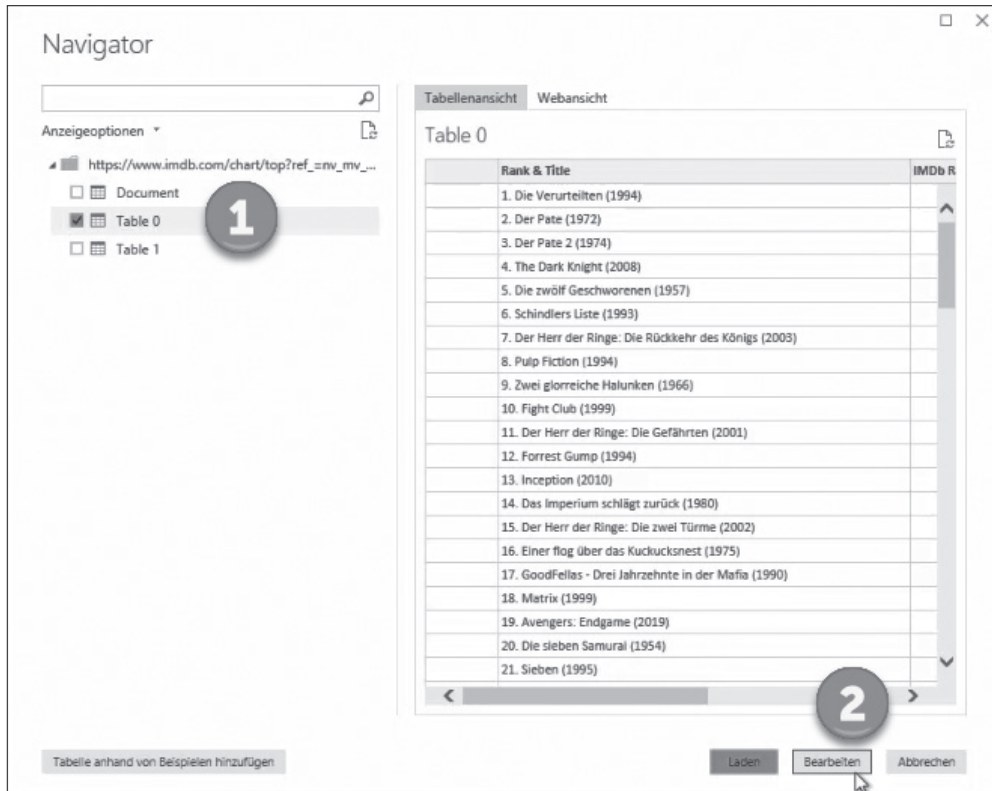 Navigator
Anzeigeoptionen
https://www.imdb.com/chart/top?ref_=nv_mv_...
Document
Table 0
Table 1
1
Tabellenansicht Webansicht
Table 0
Rank & Title IMDb R
1. Die Verurteilten (1994)
2. Der Pate (1972)
3. Der Pate 2 (1974)
4. The Dark Knight (2008)
5. Die zwölf Geschworenen (1957)
6. Schindlers Liste (1993)
7. Der Herr der Ringe: Die Rückkehr des Königs (2003)
8. Pulp Fiction (1994)
9. Zwei glorreiche Halunken (1966)
10. Fight Club (1999)
11. Der Herr der Ringe: Die Gefährten (2001)
12. Forrest Gump (1994)
13. Inception (2010)
14. Das Imperium schlägt zurück (1980)
15. Der Herr der Ringe: Die zwei Türme (2002)
16. Einer flog über das Kuckucksnest (1975)
17. GoodFellas - Drei Jahrzehnte in der Mafia (1990)
18. Matrix (1999)
19. Avengers: Endgame (2019)
20. Die sieben Samurai (1954)
21. Sieben (1995)
2
Tabelle anhand von Beispielen hinzufügen
Laden Bearbeiten Abbrechen